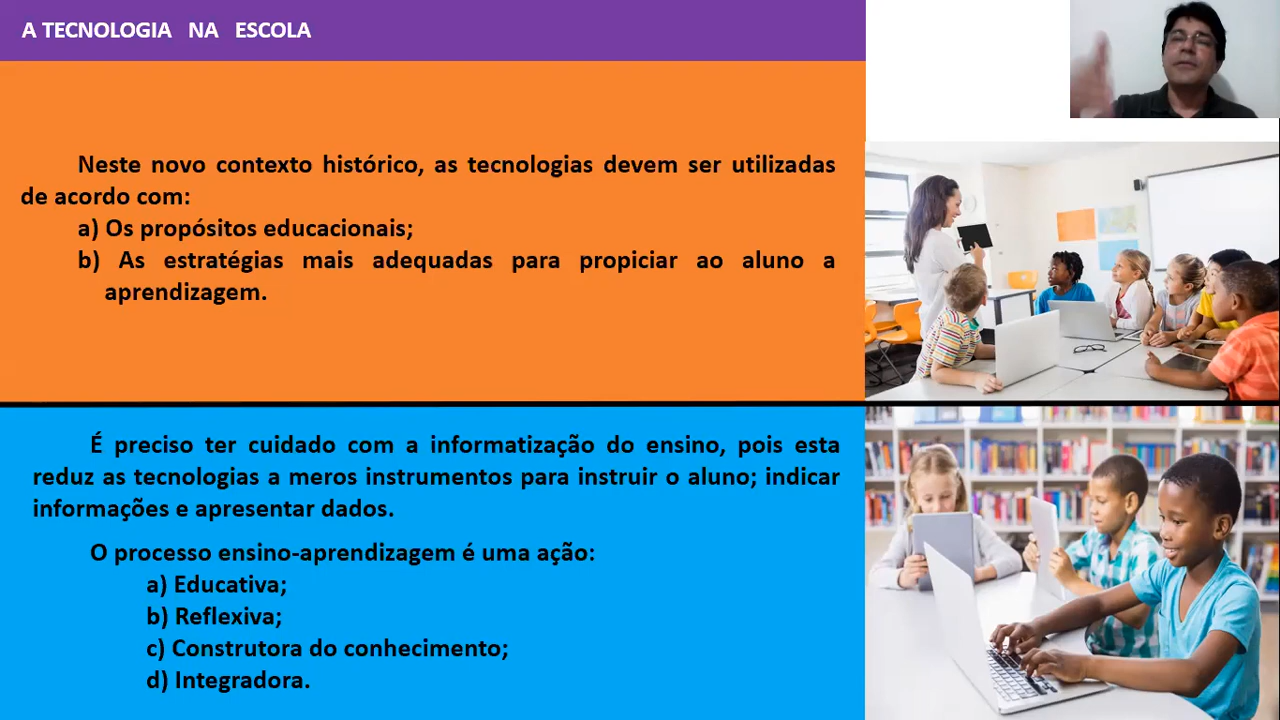 A TECNOLOGIA NA ESCOLA
Neste novo contexto histórico, as tecnologias devem ser utilizadas
de acordo com:
a) Os propósitos educacionais;
b) As estratégias mais adequadas para propiciar ao aluno a
aprendizagem.
É preciso ter cuidado com a informatização do ensino, pois esta
reduz as tecnologias a meros instrumentos para instruir o aluno; indicar
informações e apresentar dados.
O processo ensino-aprendizagem é uma ação:
a) Educativa;
b) Reflexiva;
c) Construtora do conhecimento;
d) Integradora.